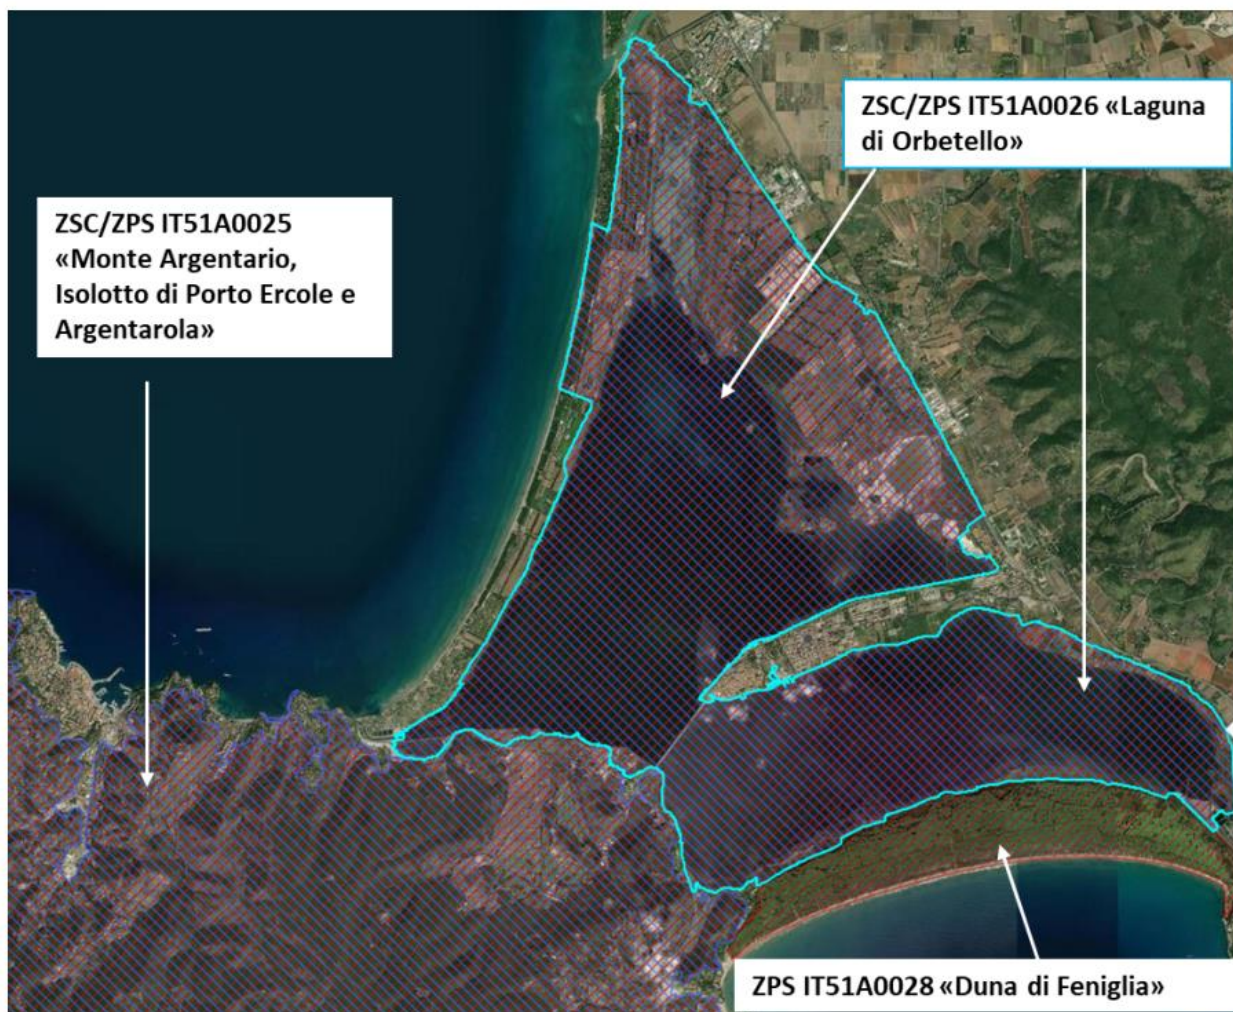 ZSC/ZPS IT51A0026 «Laguna
di Orbetello»
ZSC/ZPS IT51A0025
«Monte Argentario,
Isolotto di Porto Ercole e
Argentarola»
ZPS IT51A0028 «Duna di Feniglia»